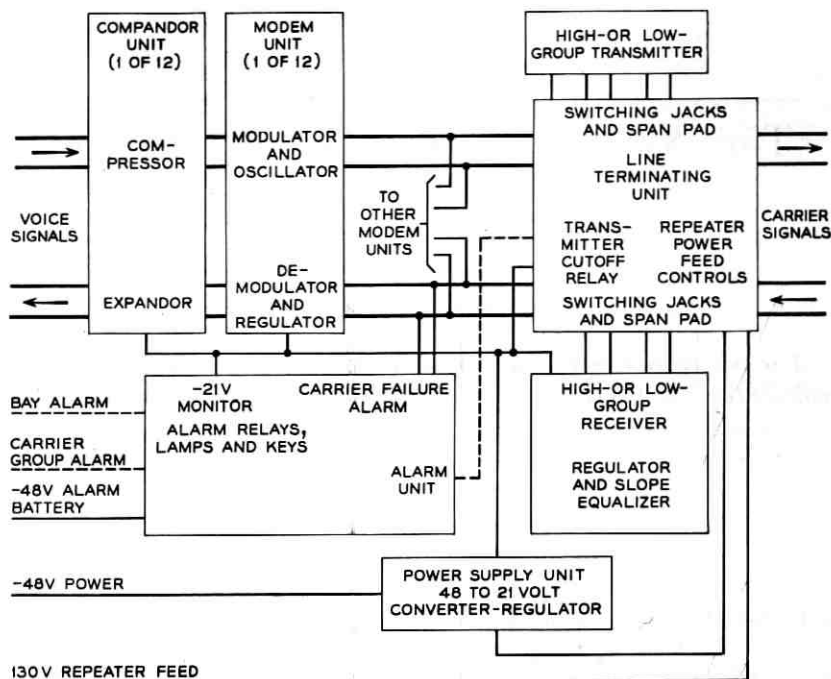 COMPANDOR
UNIT
(1 OF 12)
MODEM
UNIT
(1 OF 12)
HIGH-OR LOW-
GROUP TRANSMITTER
COM-
PRESSOR
MODULATOR
AND
OSCILLATOR
SWITCHING JACKS
AND SPAN PAD
LINE
TERMINATING
UNIT
VOICE
SIGNALS
TO
OTHER
MODEM
UNITS
TRANS-
MITTER
CUTOFF
RELAY
REPEATER
POWER
FEED
CONTROLS
CARRIER
SIGNALS
EXPANDOR
DE-
MODULATOR
AND
REGULATOR
SWITCHING JACKS
AND SPAN PAD
-21V
MONITOR
CARRIER FAILURE
ALARM
ALARM RELAYS,
LAMPS AND KEYS
ALARM
UNIT
HIGH-OR LOW-
GROUP
RECEIVER
REGULATOR
AND SLOPE
EQUALIZER
BAY ALARM
CARRIER
GROUP ALARM
-48V ALARM
BATTERY
-48V POWER
POWER SUPPLY UNIT
48 TO 21 VOLT
CONVERTER-REGULATOR
130V REPEATER FEED